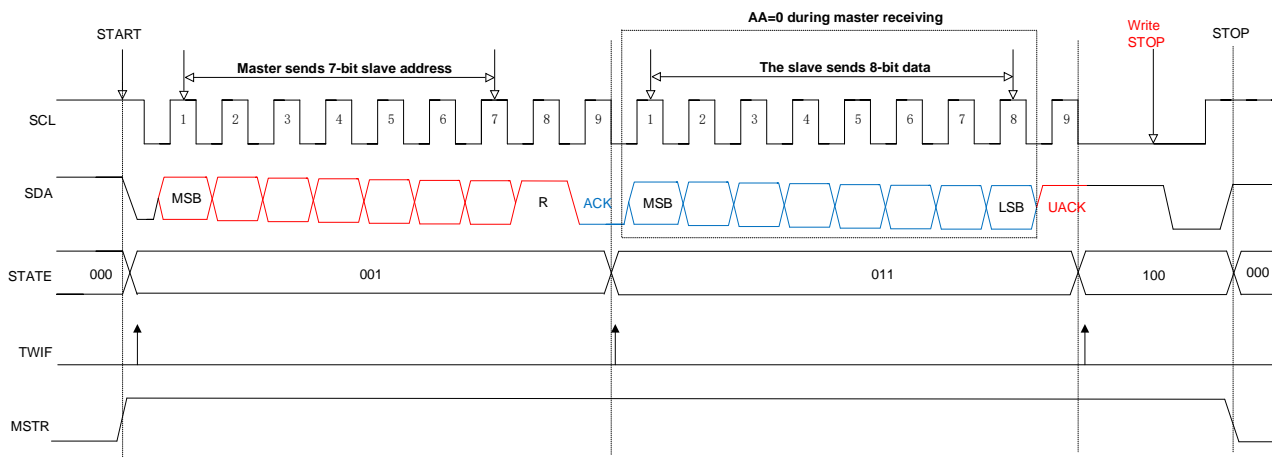 AA=0 during master receiving
START
Write
STOP
STOP
Master sends 7-bit slave address
The slave sends 8-bit data
SCL
1 2 3 4 5 6 7 8 9 1 2 3 4 5 6 7 8 9
SDA
MSB R ACK MSB LSB UACK
STATE
000 001 011 100 000
TWIF
MSTR